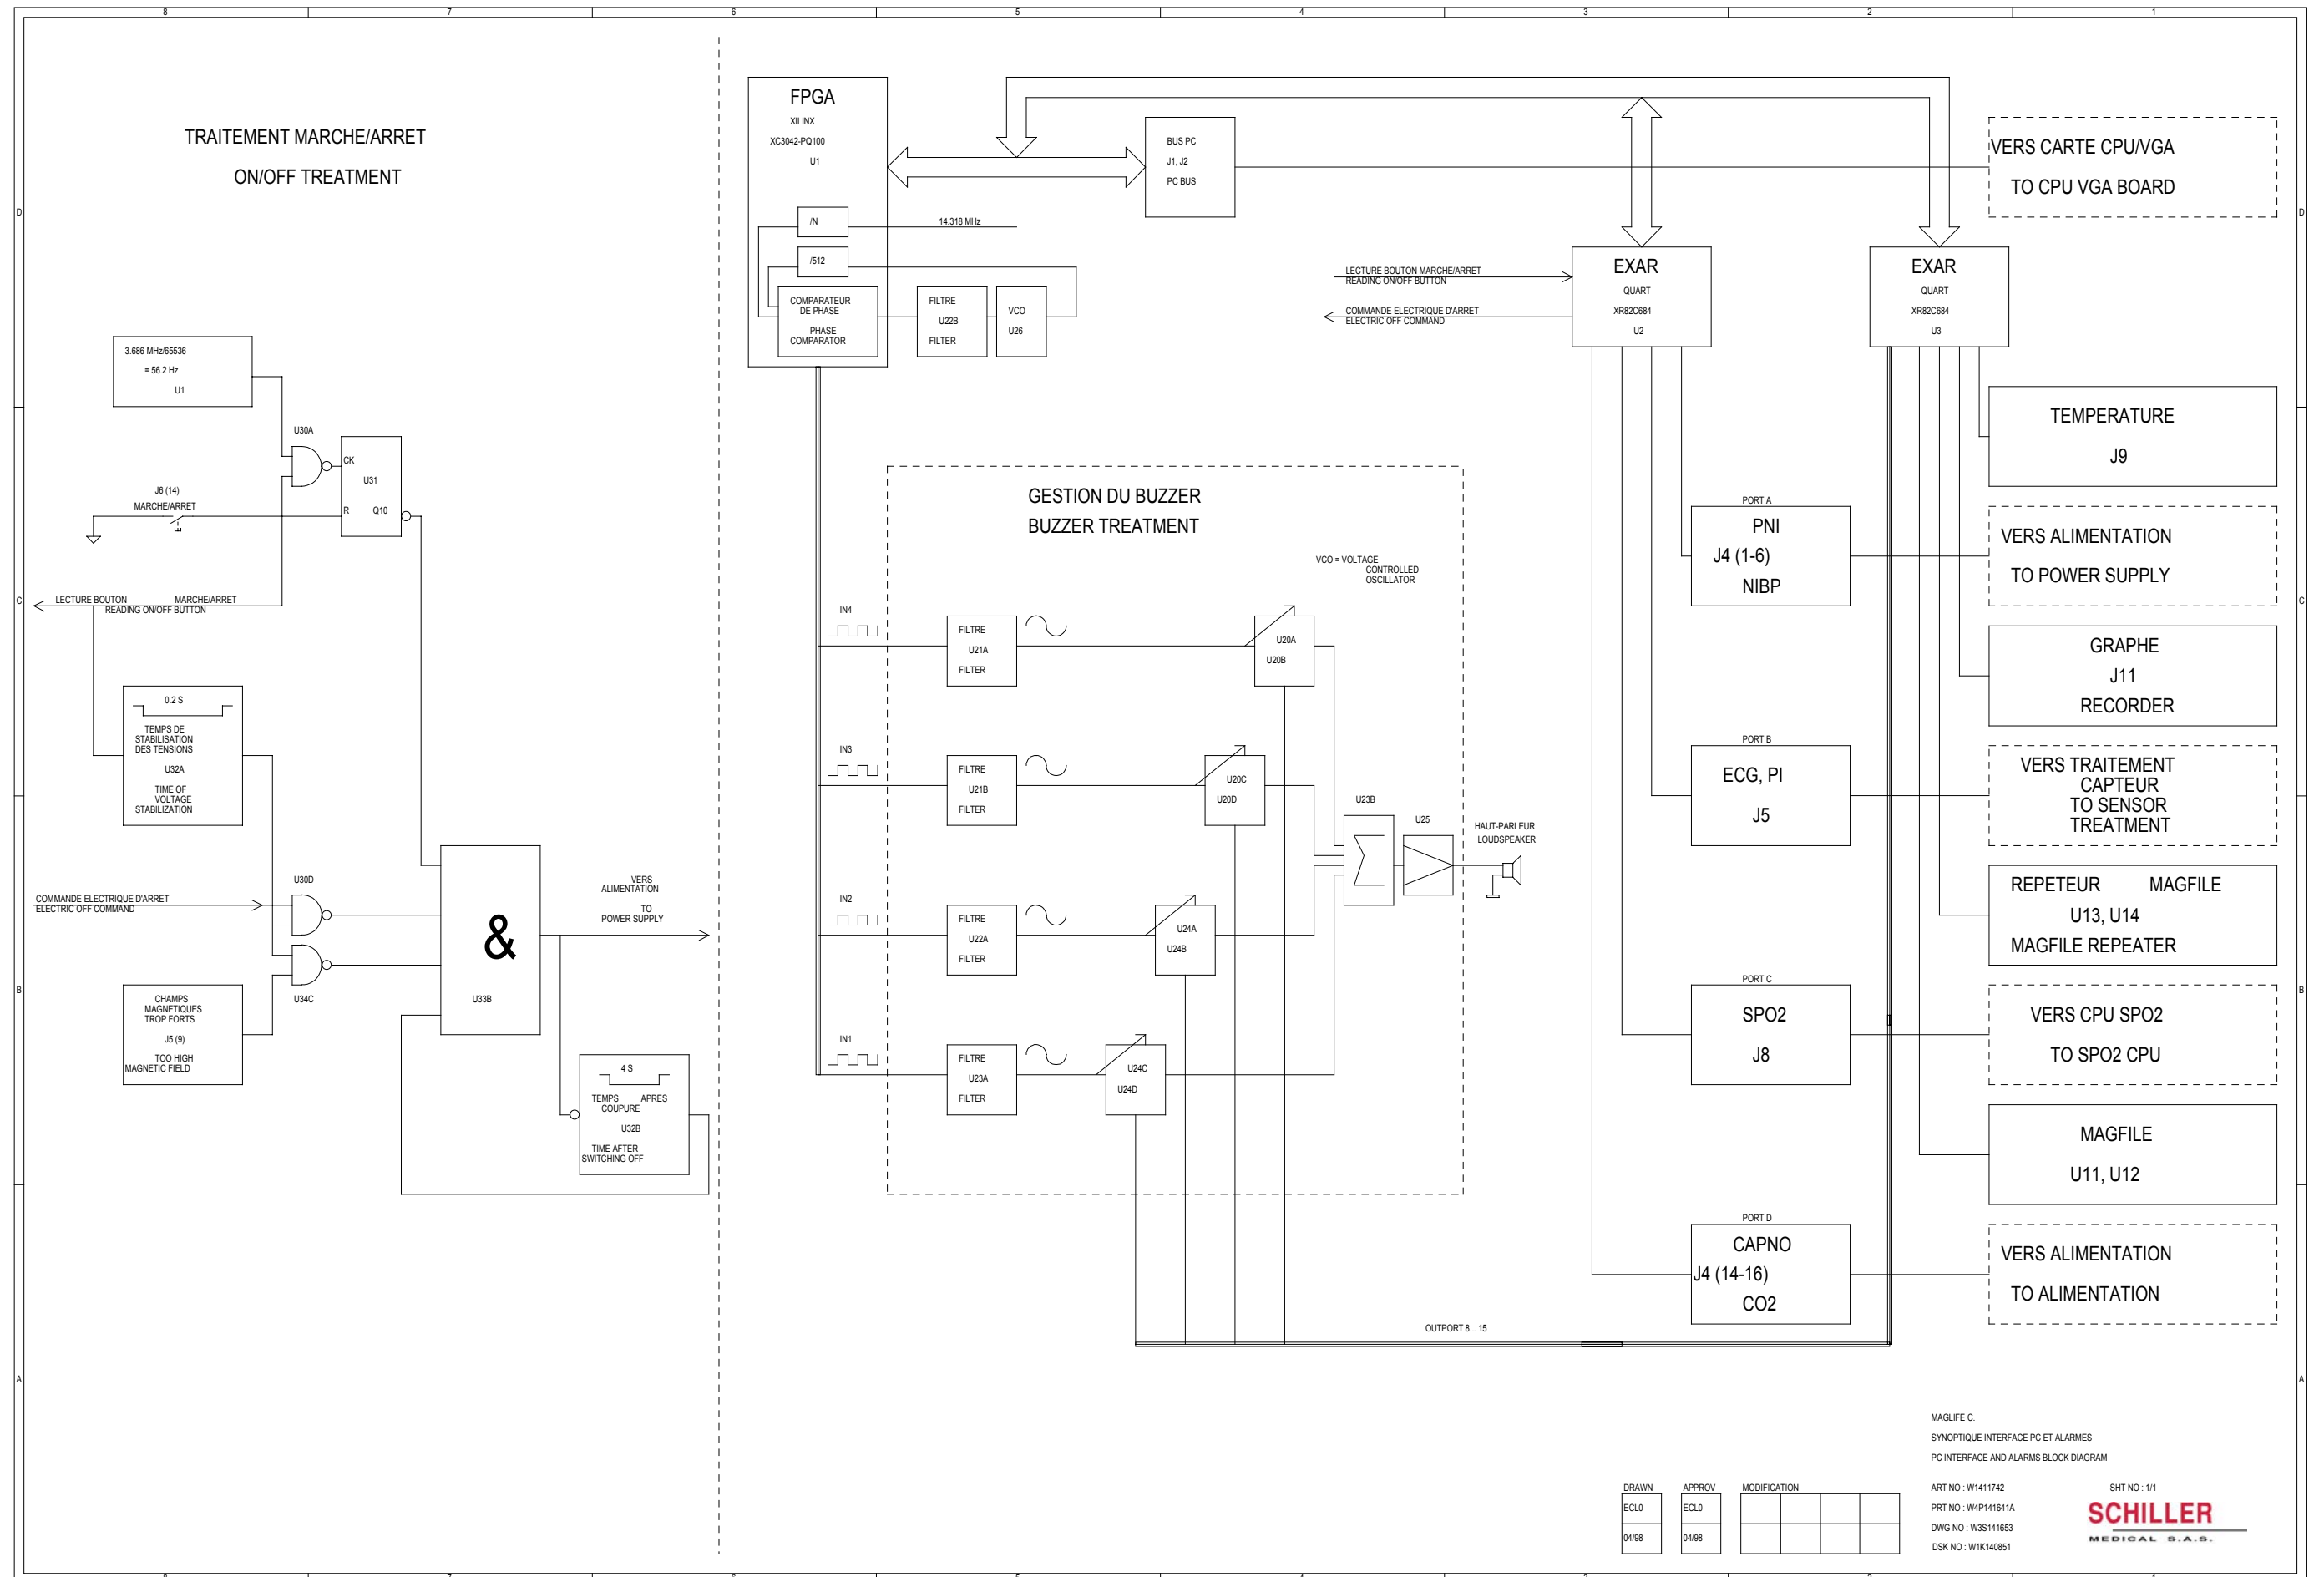 8 7 6 5 4 3 2 1
TRAITEMENT MARCHE/ARRET
ON/OFF TREATMENT
3.686 MHz/65536
= 56.2 Hz
U1
U30A
CK
U31
R Q10
J6 (14)
MARCHE/ARRET
LECTURE BOUTON MARCHE/ARRET
READING ON/OFF BUTTON
0.2 S
TEMPS DE
STABILISATION
DES TENSIONS
U32A
TIME OF
VOLTAGE
STABILIZATION
U30D
COMMANDE ELECTRIQUE D'ARRET
ELECTRIC OFF COMMAND
U34C
CHAMPS
MAGNETIQUES
TROP FORTS
J5 (9)
TOO HIGH
MAGNETIC FIELD
&
U33B
VERS
ALIMENTATION
TO
POWER SUPPLY
4 S
TEMPS APRES
COUPURE
U32B
TIME AFTER
SWITCHING OFF
FPGA
XILINX
XC3042-PQ100
U1
/N
14.318 MHz
/512
COMPARATEUR
DE PHASE
PHASE
COMPARATOR
FILTRE
U22B
FILTER
VCO
U26
BUS PC
J1, J2
PC BUS
VERS CARTE CPU/VGA
TO CPU VGA BOARD
LECTURE BOUTON MARCHE/ARRET
READING ON/OFF BUTTON
COMMANDE ELECTRIQUE D'ARRET
ELECTRIC OFF COMMAND
EXAR
QUART
XR82C684
U2
EXAR
QUART
XR82C684
U3
GESTION DU BUZZER
BUZZER TREATMENT
VCO = VOLTAGE
CONTROLLED
OSCILLATOR
IN4
FILTRE
U21A
FILTER
U20A
U20B
IN3
FILTRE
U21B
FILTER
U20C
U20D
IN2
FILTRE
U22A
FILTER
U24A
U24B
IN1
FILTRE
U23A
FILTER
U24C
U24D
U23B
U25
HAUT-PARLEUR
LOUDSPEAKER
OUTPORT 8... 15
PORT A
PNI
J4 (1-6)
NIBP
PORT B
ECG, PI
J5
PORT C
SPO2
J8
PORT D
CAPNO
J4 (14-16)
CO2
TEMPERATURE
J9
VERS ALIMENTATION
TO POWER SUPPLY
GRAPHE
J11
RECORDER
VERS TRAITEMENT
CAPTEUR
TO SENSOR
TREATMENT
REPETEUR MAGFILE
U13, U14
MAGFILE REPEATER
VERS CPU SPO2
TO SPO2 CPU
MAGFILE
U11, U12
VERS ALIMENTATION
TO ALIMENTATION
D D
C C
B B
A A
MAGLIFE C.
SYNOPTIQUE INTERFACE PC ET ALARMES
PC INTERFACE AND ALARMS BLOCK DIAGRAM
DRAWN APPROV MODIFICATION
ECL0 ECL0
04/98 04/98
ART NO : W1411742 SHT NO : 1/1
PRT NO : W4P141641A
DWG NO : W3S141653
DSK NO : W1K140851
SCHILLER
MEDICAL S.A.S.